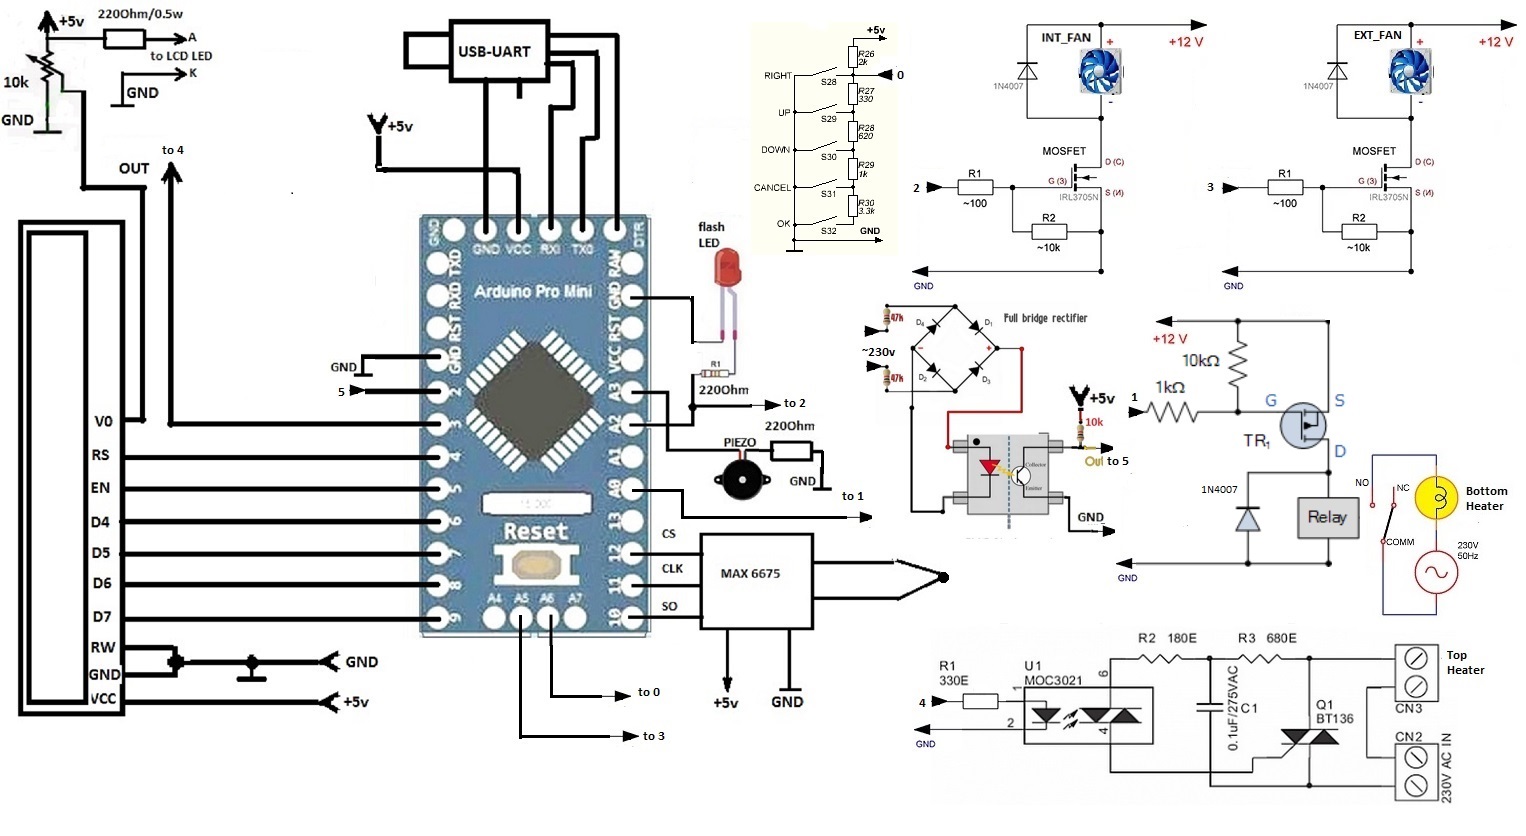 +5v
220Ohm/0.5w
A
to LCD LED
K
10k
GND
GND
OUT
to 4
+5v
USB-UART
GND
VCC
RXI
TXO
GND
DTR
TXD
RXD
RST
GND
2
3
4
5
6
7
8
9
RAW
GND
RST
VCC
A3
A2
A1
A0
13
12
11
10
Arduino Pro Mini
Reset
A4
A5
A6
A7
GND
5
V0
RS
EN
D4
D5
D6
D7
RW
GND
VCC
GND
+5v
flash
LED
R1
220Ohm
to 2
PIEZO
220Ohm
GND
to 1
CS
CLK
SO
MAX 6675
+5v
GND
to 0
to 3
+5v
R26
2k
0
RIGHT
S28
R27
330
UP
S29
R28
620
DOWN
S30
R29
1k
CANCEL
S31
R30
3.3k
OK
S32
GND
INT_FAN
+
+12 V
1N4007
-
MOSFET
D (C)
G (3)
S (И)
IRL3705N
2
R1
~100
R2
~10k
GND
EXT_FAN
+
+12 V
1N4007
-
MOSFET
D (C)
G (3)
S (И)
IRL3705N
3
R1
~100
R2
~10k
GND
47k
~230v
47k
D4
D1
D2
D3
-
+
Full bridge rectifier
+5v
10k
Collector
Emitter
Out to 5
GND
+12 V
10kΩ
1kΩ
1
G
S
TR1
D
1N4007
Relay
GND
NO
NC
COMM
Bottom
Heater
230V
50Hz
R1
330E
4
GND
U1
MOC3021
1
2
6
4
R2 180E
R3 680E
0.1uF/275VAC
C1
Q1
BT136
CN3
Top
Heater
CN2
230V AC IN